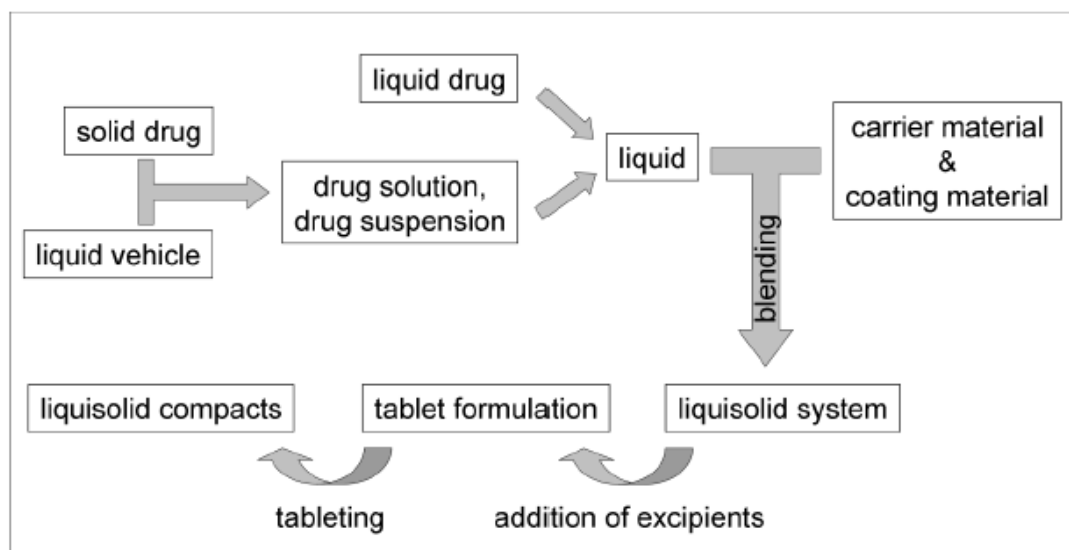 liquid drug
solid drug
liquid vehicle
drug solution,
drug suspension
liquid
carrier material
&
coating material
blending
liquisolid system
addition of excipients
tablet formulation
tableting
liquisolid compacts